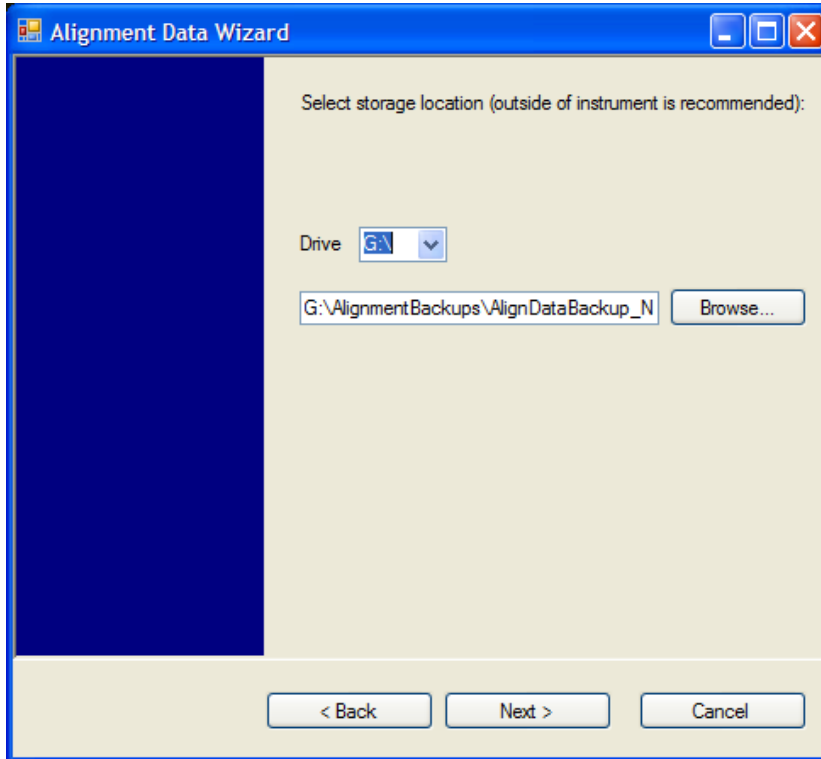 Alignment Data Wizard
Select storage location (outside of instrument is recommended):
Drive G:\
G:\AlignmentBackups\AlignDataBackup_N Browse...
< Back Next > Cancel